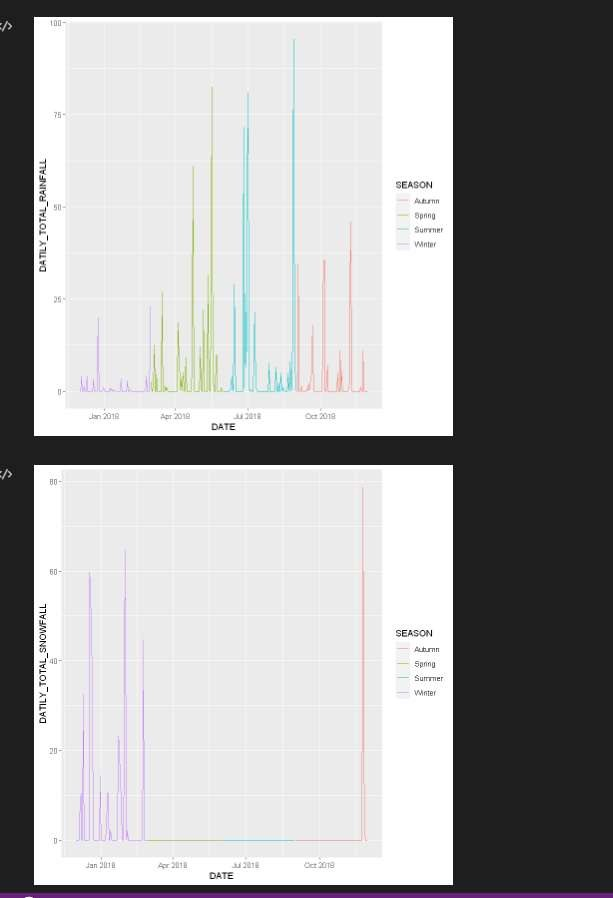 </>
100
75
50
25
0
DATILY_TOTAL_RAINFALL
Jan 2018 Apr 2018 Jul 2018 Oct 2018
DATE
SEASON
Autumn
Spring
Summer
Winter
</>
80
60
40
20
0
DATILY_TOTAL_SNOWFALL
Jan 2018 Apr 2018 Jul 2018 Oct 2018
DATE
SEASON
Autumn
Spring
Summer
Winter